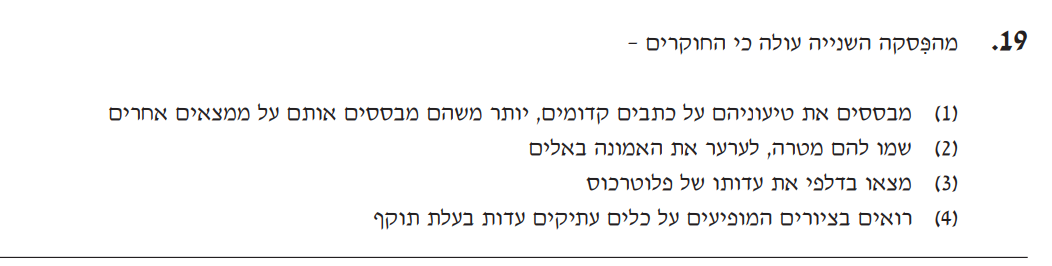 19. מהפִּסקה השנייה עולה כי החוקרים –
(1) מבססים את טיעוניהם על כתבים קדומים, יותר משהם מבססים אותם על ממצאים אחרים
(2) שמו להם מטרה, לערער את האמונה באלים
(3) מצאו בדלפי את עדותו של פלוטרכוס
(4) רואים בציורים המופיעים על כלים עתיקים עדות בעלת תוקף